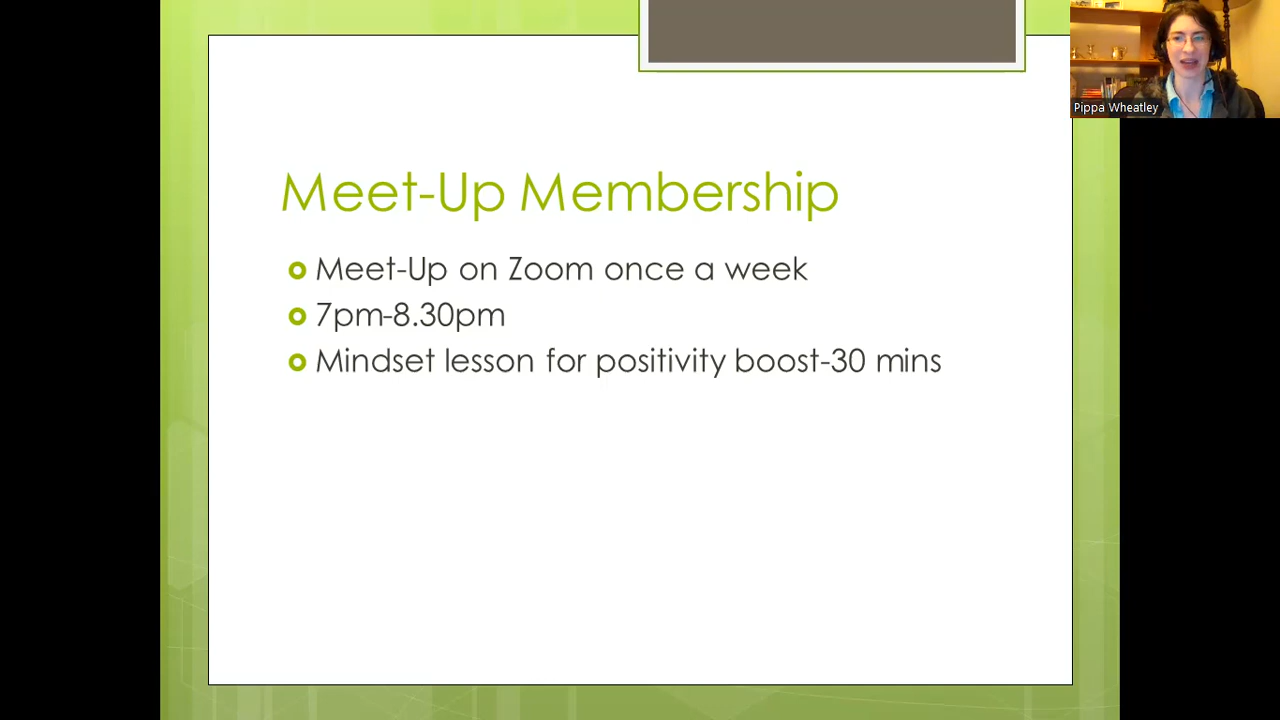 Pippa Wheatley
Meet-Up Membership
Meet-Up on Zoom once a week
7pm-8.30pm
Mindset lesson for positivity boost-30 mins